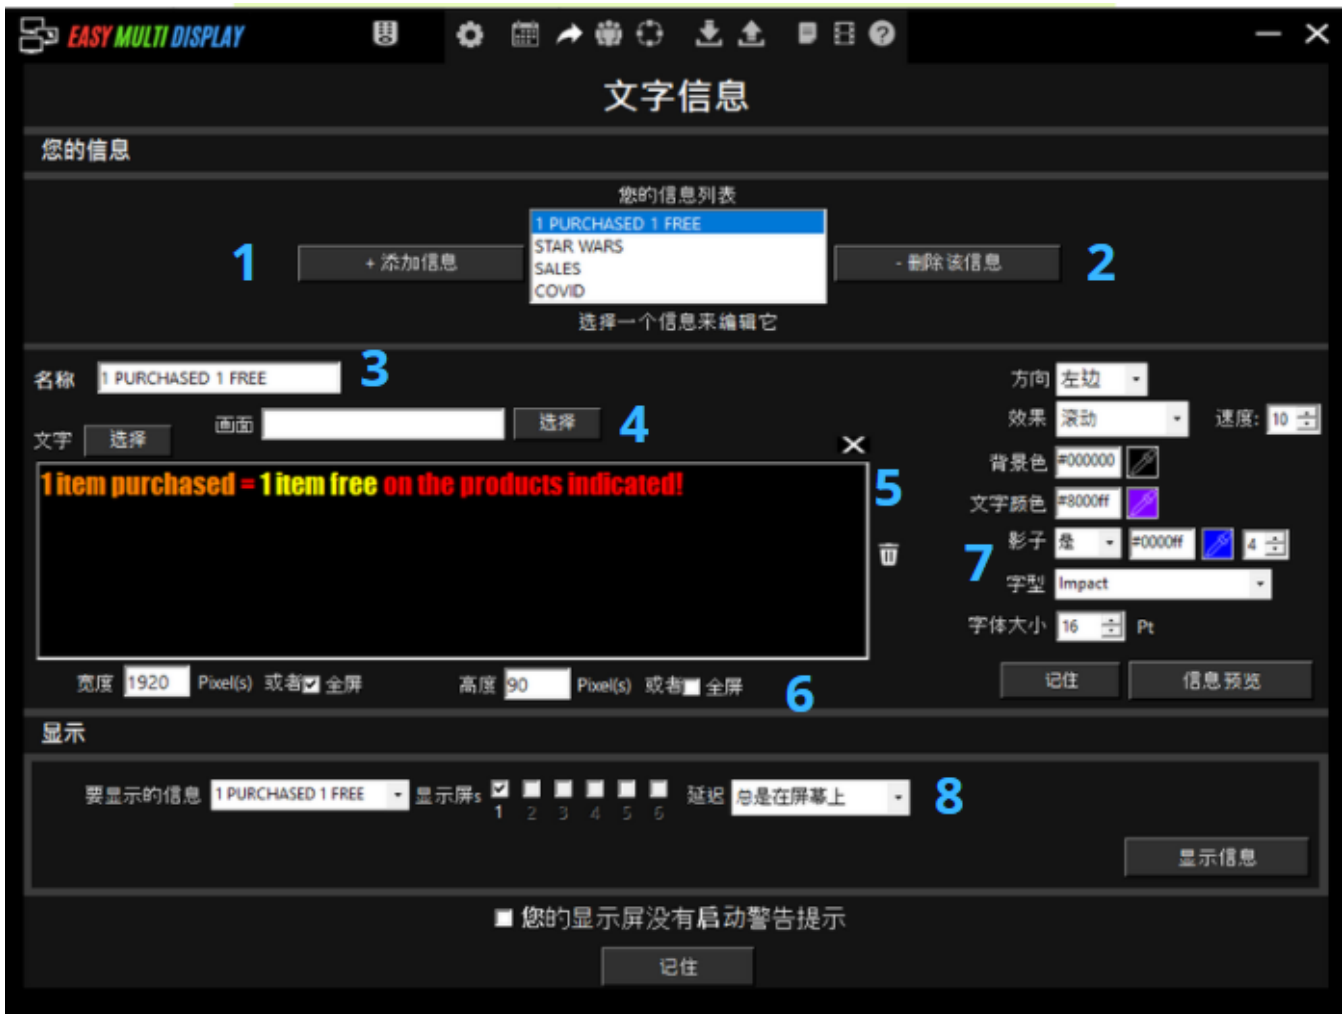 EASY MULTI DISPLAY
文字信息
您的信息
您的信息列表
1 PURCHASED 1 FREE
STAR WARS
SALES
COVID
1
+ 添加信息
- 删除该信息
2
选择一个信息来编辑它
名称 1 PURCHASED 1 FREE 3
方向 左边
文字 选择 画面 选择 4
效果 滚动 速度: 10
背景色 #000000
1 item purchased = 1 item free on the products indicated!
5
文字颜色 #8000ff
影子 是 #0000ff 4
7
字型 Impact
字体大小 16 Pt
宽度 1920 Pixel(s) 或者 全屏 高度 90 Pixel(s) 或者 全屏 6
记住 信息预览
显示
要显示的信息 1 PURCHASED 1 FREE 显示屏s 1 2 3 4 5 6 延迟 总是在屏幕上 8
显示信息
您的显示屏没有启动警告提示
记住